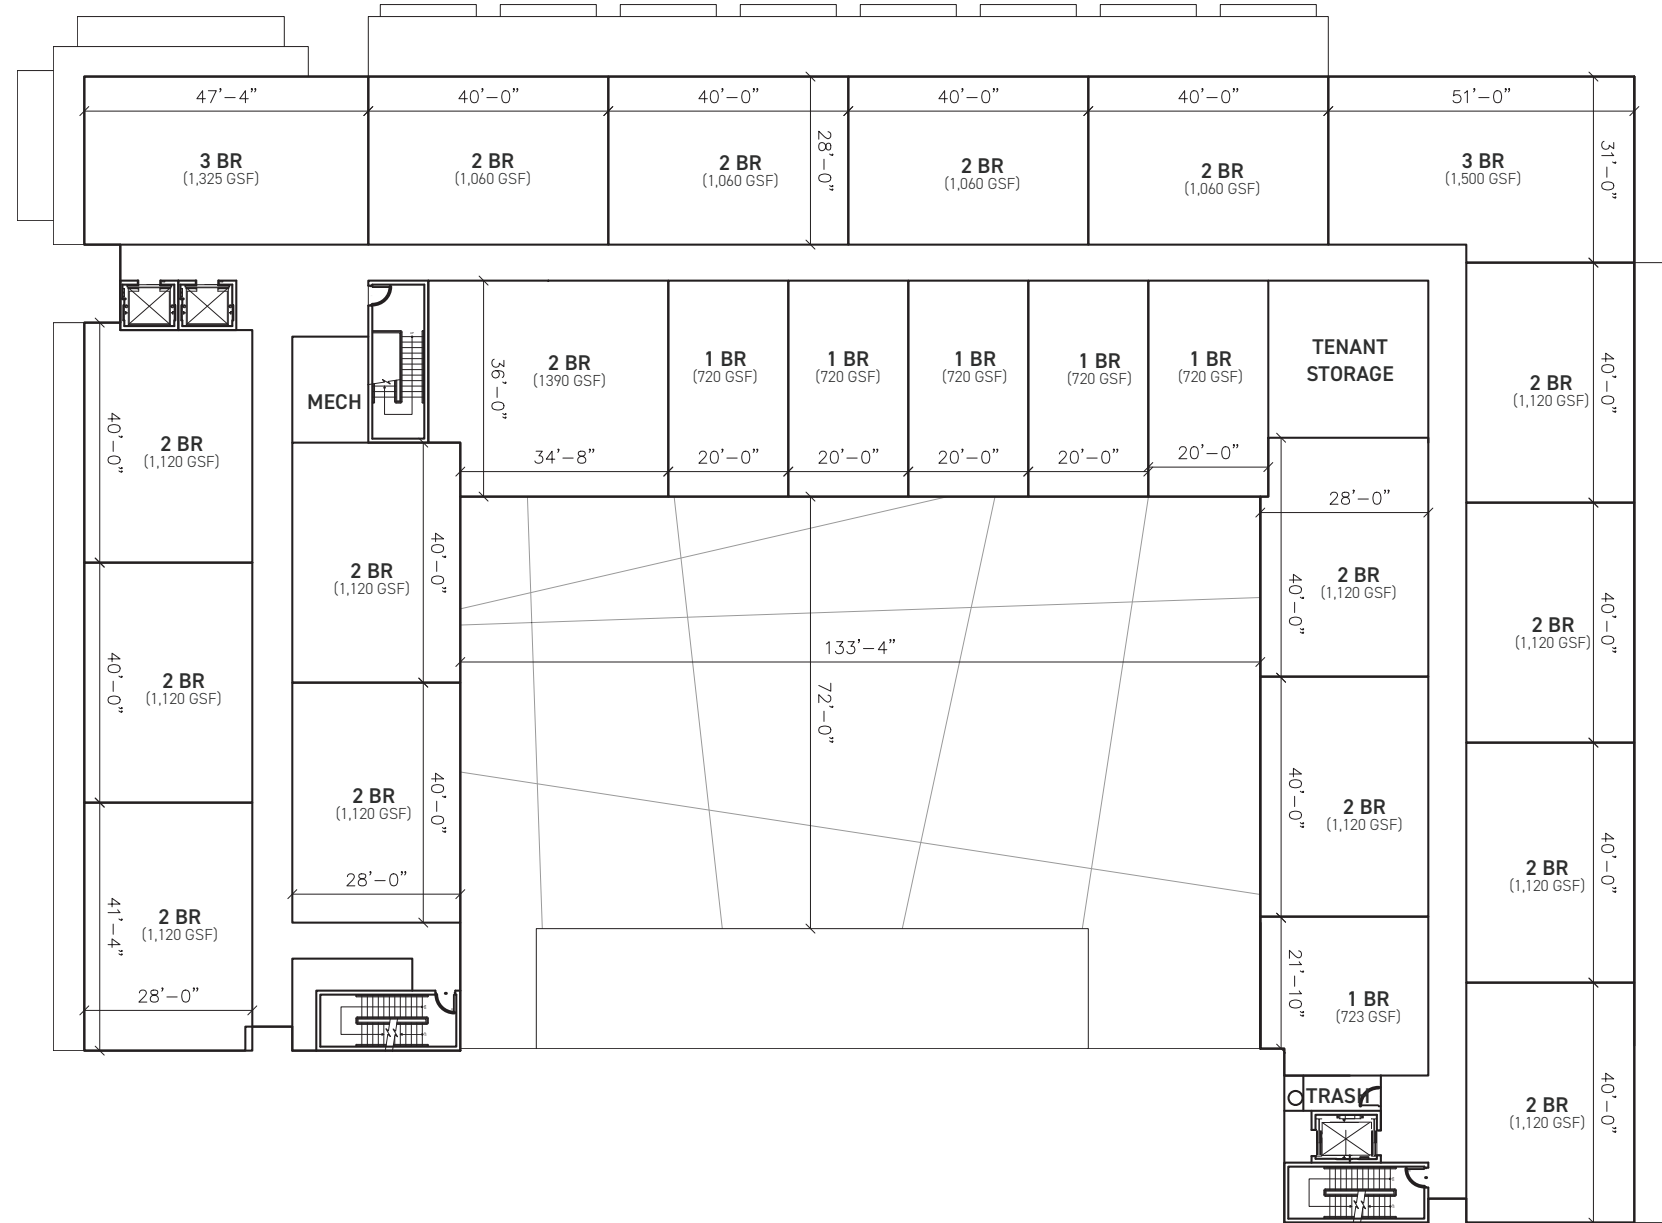 47'-4"
40'-0"
40'-0"
40'-0"
40'-0"
51'-0"
3 BR
(1,325 GSF)
2 BR
(1,060 GSF)
2 BR
(1,060 GSF)
28'-0"
2 BR
(1,060 GSF)
2 BR
(1,060 GSF)
3 BR
(1,500 GSF)
31'-0"
36'-0"
2 BR
(1390 GSF)
1 BR
(720 GSF)
1 BR
(720 GSF)
1 BR
(720 GSF)
1 BR
(720 GSF)
1 BR
(720 GSF)
TENANT
STORAGE
MECH
34'-8"
20'-0"
20'-0"
20'-0"
20'-0"
20'-0"
2 BR
(1,120 GSF)
40'-0"
40'-0"
2 BR
(1,120 GSF)
28'-0"
2 BR
(1,120 GSF)
40'-0"
40'-0"
2 BR
(1,120 GSF)
2 BR
(1,120 GSF)
40'-0"
133'-4"
72'-0"
40'-0"
2 BR
(1,120 GSF)
2 BR
(1,120 GSF)
40'-0"
40'-0"
2 BR
(1,120 GSF)
28'-0"
2 BR
(1,120 GSF)
40'-0"
41'-4"
2 BR
(1,120 GSF)
28'-0"
21'-10"
1 BR
(723 GSF)
TRASH
2 BR
(1,120 GSF)
40'-0"